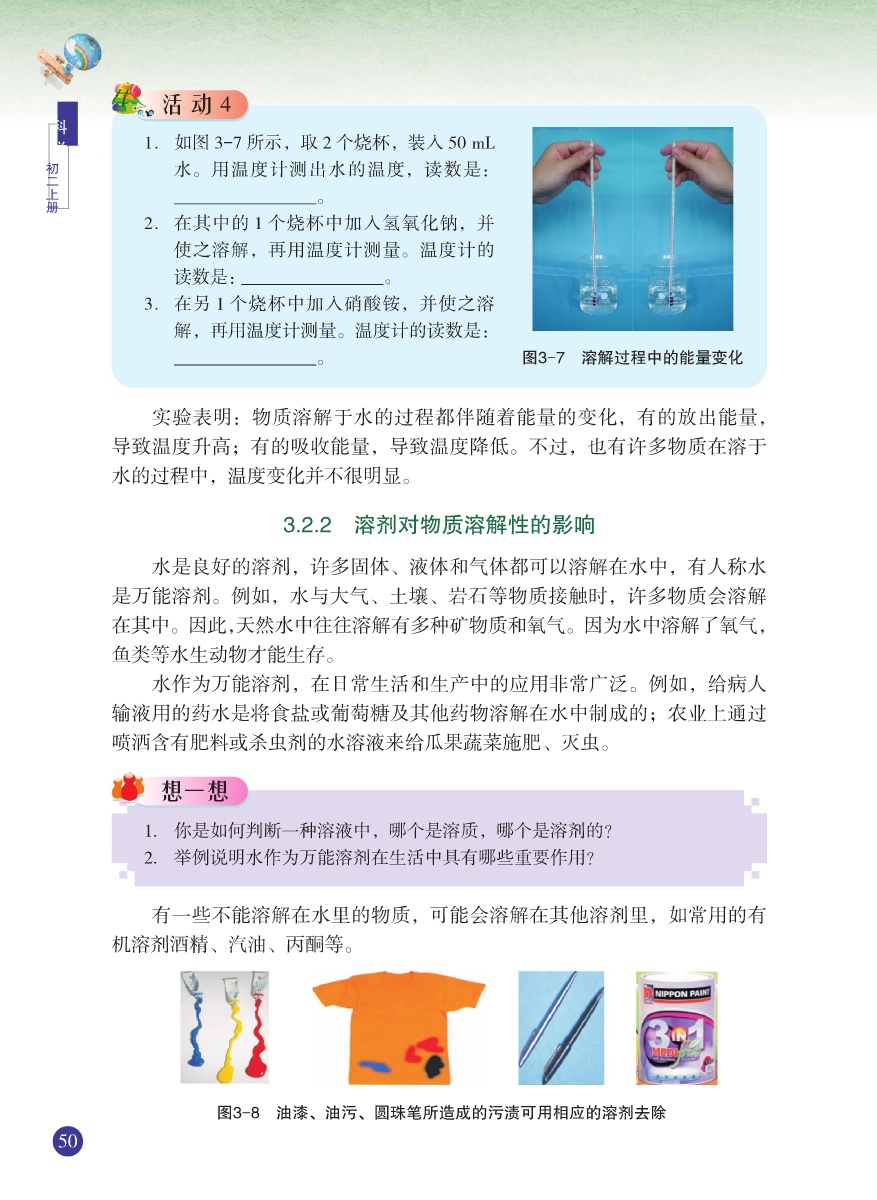 科
初二上册
活动4
1. 如图 3-7 所示，取 2 个烧杯，装入 50 mL
水。用温度计测出水的温度，读数是：
。
2. 在其中的 1 个烧杯中加入氢氧化钠，并
使之溶解，再用温度计测量。温度计的
读数是：。
3. 在另 1 个烧杯中加入硝酸铵，并使之溶
解，再用温度计测量。温度计的读数是：
。
图3-7 溶解过程中的能量变化
实验表明：物质溶解于水的过程都伴随着能量的变化，有的放出能量，
导致温度升高；有的吸收能量，导致温度降低。不过，也有许多物质在溶于
水的过程中，温度变化并不很明显。
3.2.2 溶剂对物质溶解性的影响
水是良好的溶剂，许多固体、液体和气体都可以溶解在水中，有人称水
是万能溶剂。例如，水与大气、土壤、岩石等物质接触时，许多物质会溶解
在其中。因此，天然水中往往溶解有多种矿物质和氧气。因为水中溶解了氧气，
鱼类等水生动物才能生存。
水作为万能溶剂，在日常生活和生产中的应用非常广泛。例如，给病人
输液用的药水是将食盐或葡萄糖及其他药物溶解在水中制成的；农业上通过
喷洒含有肥料或杀虫剂的水溶液来给瓜果蔬菜施肥、灭虫。
想一想
1. 你是如何判断一种溶液中，哪个是溶质，哪个是溶剂的？
2. 举例说明水作为万能溶剂在生活中具有哪些重要作用？
有一些不能溶解在水里的物质，可能会溶解在其他溶剂里，如常用的有
机溶剂酒精、汽油、丙酮等。
NIPPON PAINT
3 IN 1
图3-8 油漆、油污、圆珠笔所造成的污渍可用相应的溶剂去除
50